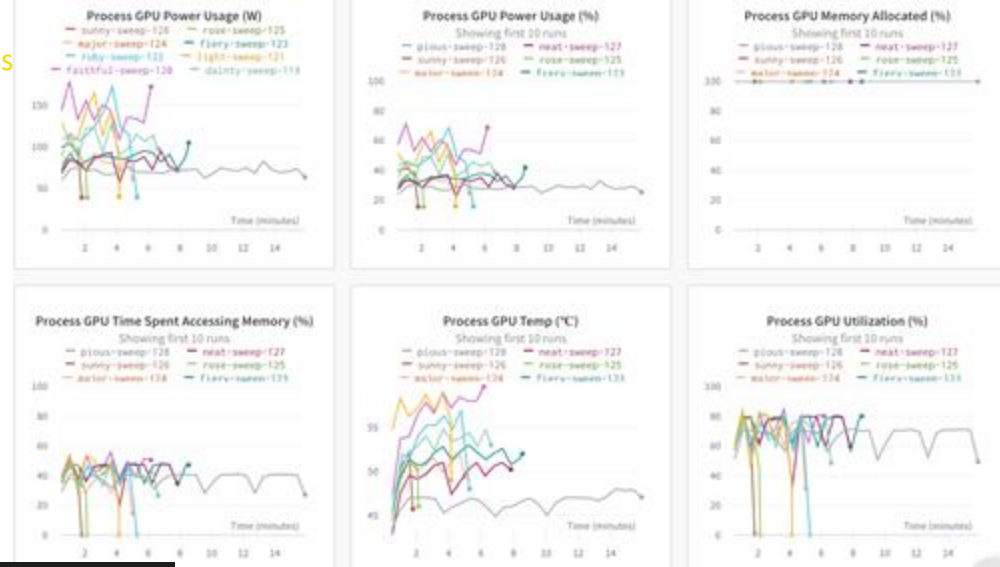 Process GPU Power Usage (W)
sunny-sweep-126 rose-sweep-125
major-sweep-124 fiery-sweep-123
ruby-sweep-122 light-sweep-121
faithful-sweep-120 dainty-sweep-119
150
100
50
0
Time (minutes)
2 4 6 8 10 12 14
Process GPU Power Usage (%)
Showing first 10 runs
pious-sweep-128 neat-sweep-127
sunny-sweep-126 rose-sweep-125
major-sweep-124 fiery-sweep-123
100
80
60
40
20
0
Time (minutes)
2 4 6 8 10 12 14
Process GPU Memory Allocated (%)
Showing first 10 runs
pious-sweep-128 neat-sweep-127
sunny-sweep-126 rose-sweep-125
major-sweep-124 fiery-sweep-123
100
80
60
40
20
0
Time (minutes)
2 4 6 8 10 12 14
s
Process GPU Time Spent Accessing Memory (%)
Showing first 10 runs
pious-sweep-128 neat-sweep-127
sunny-sweep-126 rose-sweep-125
major-sweep-124 fiery-sweep-123
100
80
60
40
20
0
Time (minutes)
2 4 6 8 10 12 14
Process GPU Temp (°C)
Showing first 10 runs
pious-sweep-128 neat-sweep-127
sunny-sweep-126 rose-sweep-125
major-sweep-124 fiery-sweep-123
55
50
45
Time (minutes)
2 4 6 8 10 12 14
Process GPU Utilization (%)
Showing first 10 runs
pious-sweep-128 neat-sweep-127
sunny-sweep-126 rose-sweep-125
major-sweep-124 fiery-sweep-123
100
80
60
40
20
0
Time (minutes)
2 4 6 8 10 12 14